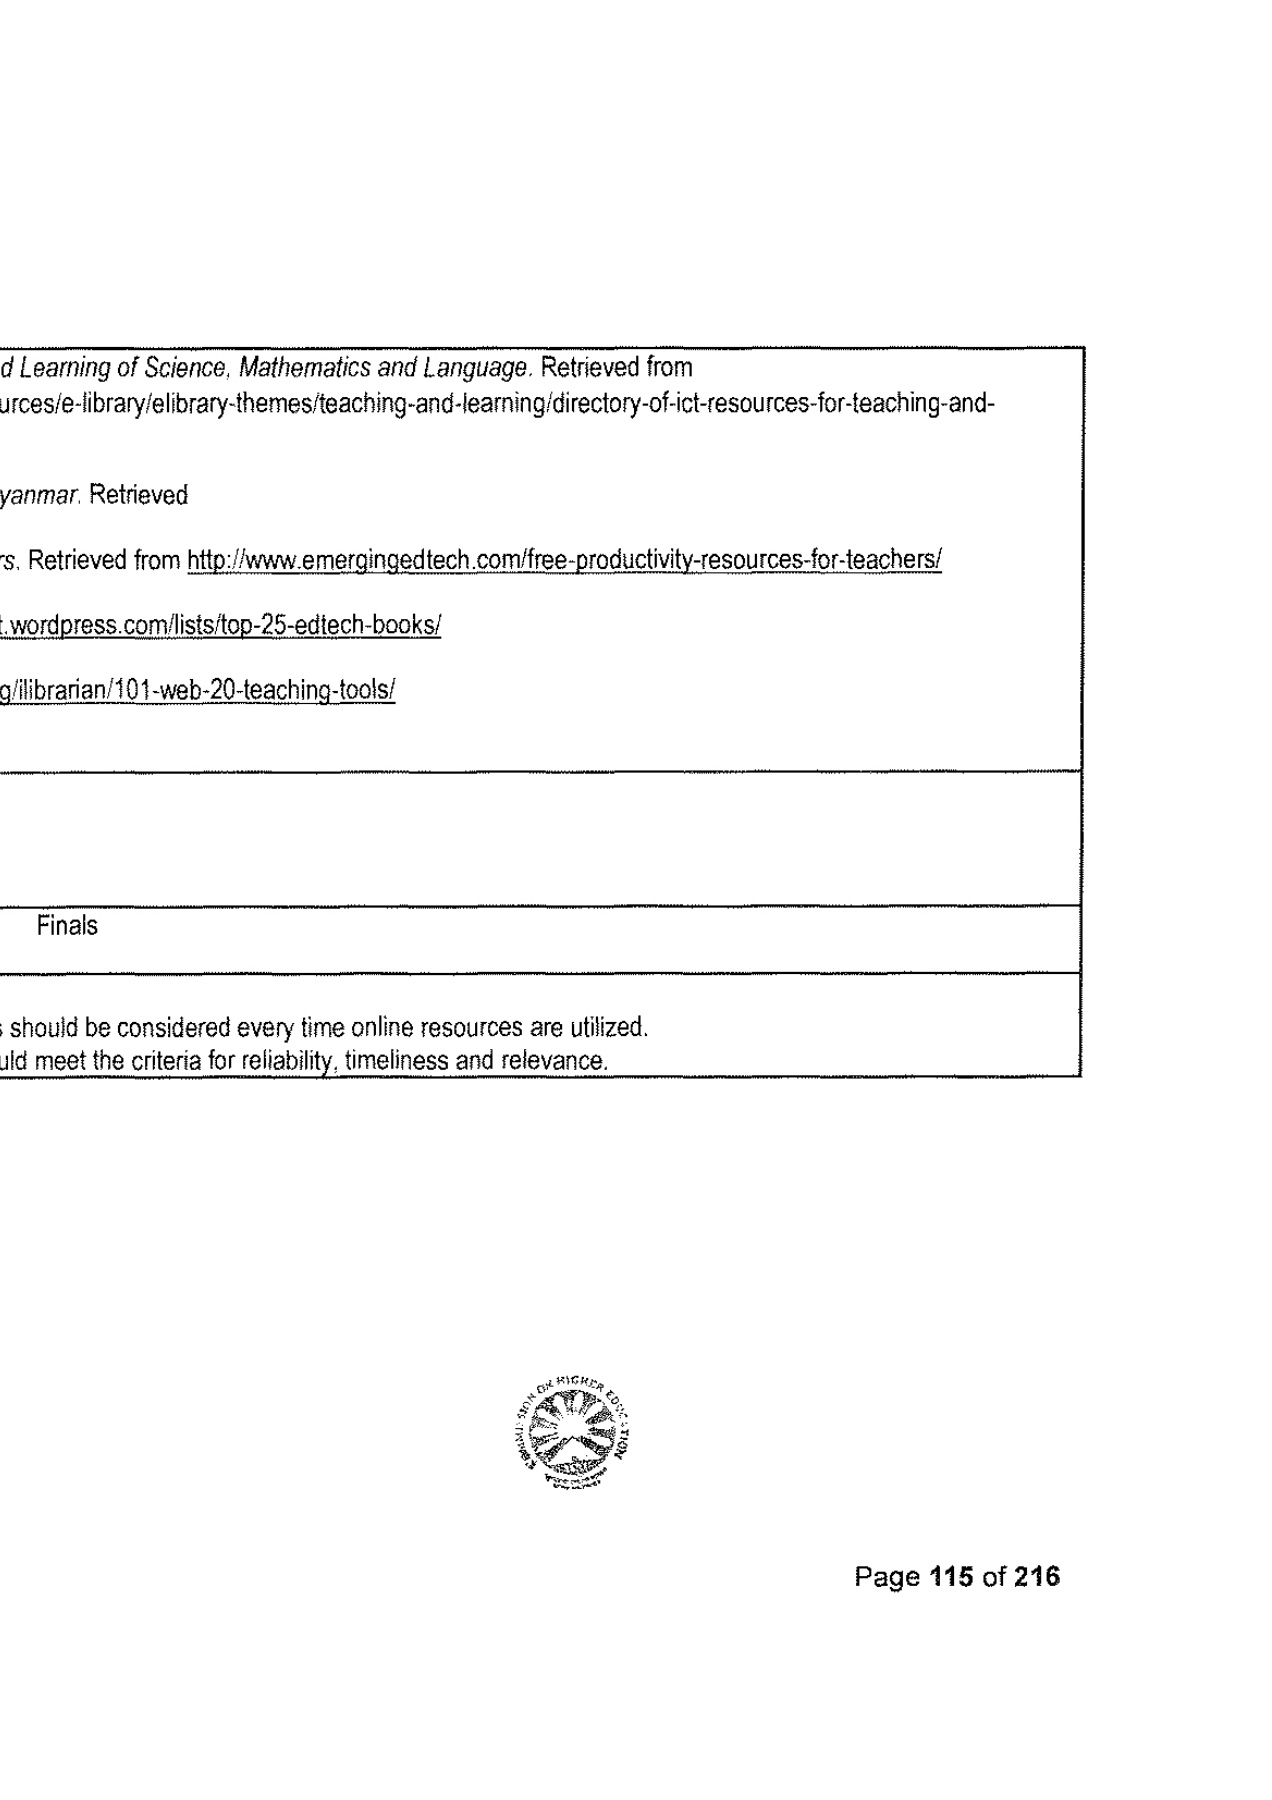 d Learning of Science, Mathematics and Language. Retrieved from
urces/e-library/elibrary-themes/teaching-and-learning/directory-of-ict-resources-for-teaching-and-
yanmar. Retrieved
rs. Retrieved from http://www.emergingedtech.com/free-productivity-resources-for-teachers/
t.wordpress.com/lists/top-25-edtech-books/
g/ilibrarian/101-web-20-teaching-tools/
Finals
s should be considered every time online resources are utilized.
uld meet the criteria for reliability, timeliness and relevance.
ON HIGHER EDUCATION
Page 115 of 216